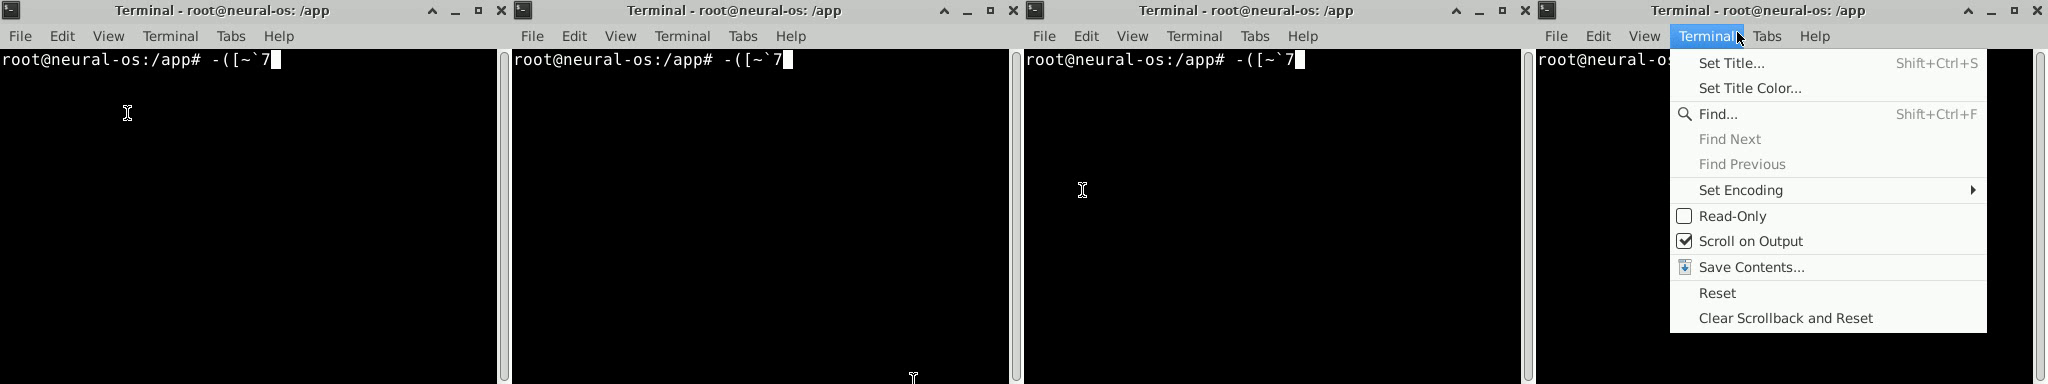 Terminal - root@neural-os: /app
File Edit View Terminal Tabs Help
root@neural-os:/app# -([~`7
Terminal - root@neural-os: /app
File Edit View Terminal Tabs Help
root@neural-os:/app# -([~`7
Terminal - root@neural-os: /app
File Edit View Terminal Tabs Help
root@neural-os:/app# -([~`7
Terminal - root@neural-os: /app
File Edit View Terminal Tabs Help
root@neural-os
Set Title... Shift+Ctrl+S
Set Title Color...
Find... Shift+Ctrl+F
Find Next
Find Previous
Set Encoding
Read-Only
Scroll on Output
Save Contents...
Reset
Clear Scrollback and Reset